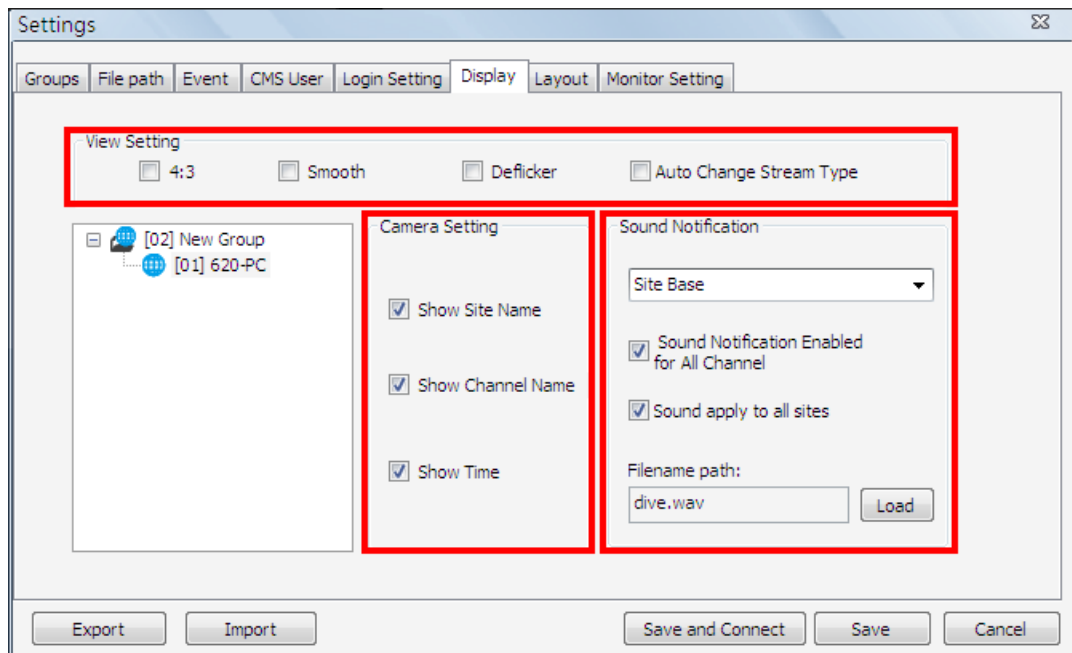 Settings
Groups File path Event CMS User Login Setting Display Layout Monitor Setting
View Setting
4:3 Smooth Deflicker Auto Change Stream Type
[02] New Group
[01] 620-PC
Camera Setting
Show Site Name
Show Channel Name
Show Time
Sound Notification
Site Base
Sound Notification Enabled
for All Channel
Sound apply to all sites
Filename path:
dive.wav Load
Export Import Save and Connect Save Cancel